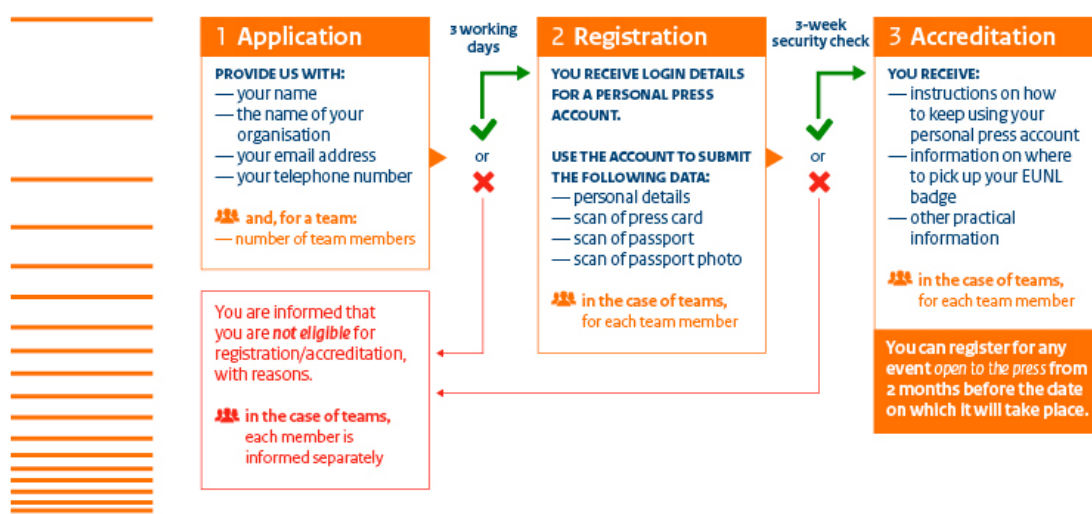 1 Application
PROVIDE US WITH:
— your name
— the name of your
organisation
— your email address
— your telephone number
and, for a team:
— number of team members
3 working
days
or
You are informed that
you are not eligible for
registration/accreditation,
with reasons.
in the case of teams,
each member is
informed separately
2 Registration
YOU RECEIVE LOGIN DETAILS
FOR A PERSONAL PRESS
ACCOUNT.
USE THE ACCOUNT TO SUBMIT
THE FOLLOWING DATA:
— personal details
— scan of press card
— scan of passport
— scan of passport photo
in the case of teams,
for each team member
3-week
security check
or
3 Accreditation
YOU RECEIVE:
— instructions on how
to keep using your
personal press account
— information on where
to pick up your EUNL
badge
— other practical
information
in the case of teams,
for each team member
You can register for any
event open to the press from
2 months before the date
on which it will take place.